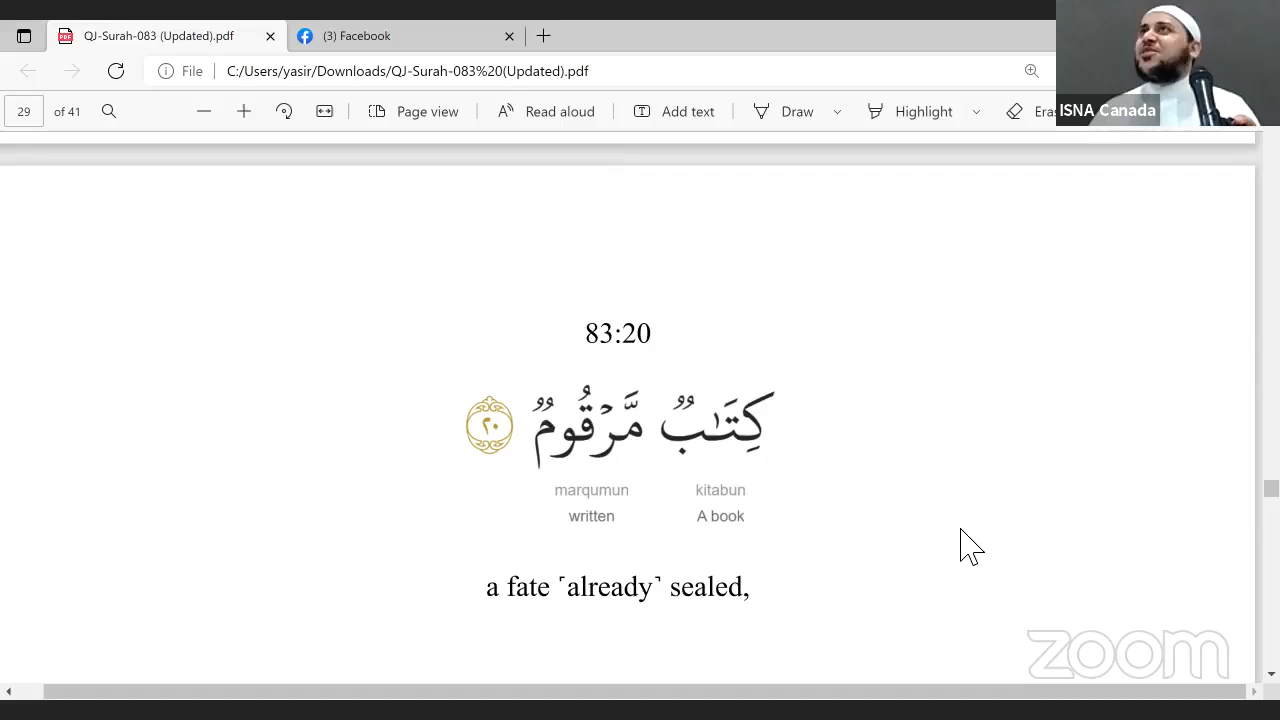 QJ-Surah-083 (Updated).pdf
(3) Facebook
File
C:/Users/yasir/Downloads/QJ-Surah-083%20(Updated).pdf
29 of 41
Page view
Read aloud
Add text
Draw
Highlight
Eras
ISNA Canada
83:20
كِتَٰبٌ مَّرْقُومٌ ٢٠
marqumun kitabun
written A book
a fate ˹already˺ sealed,
zoom